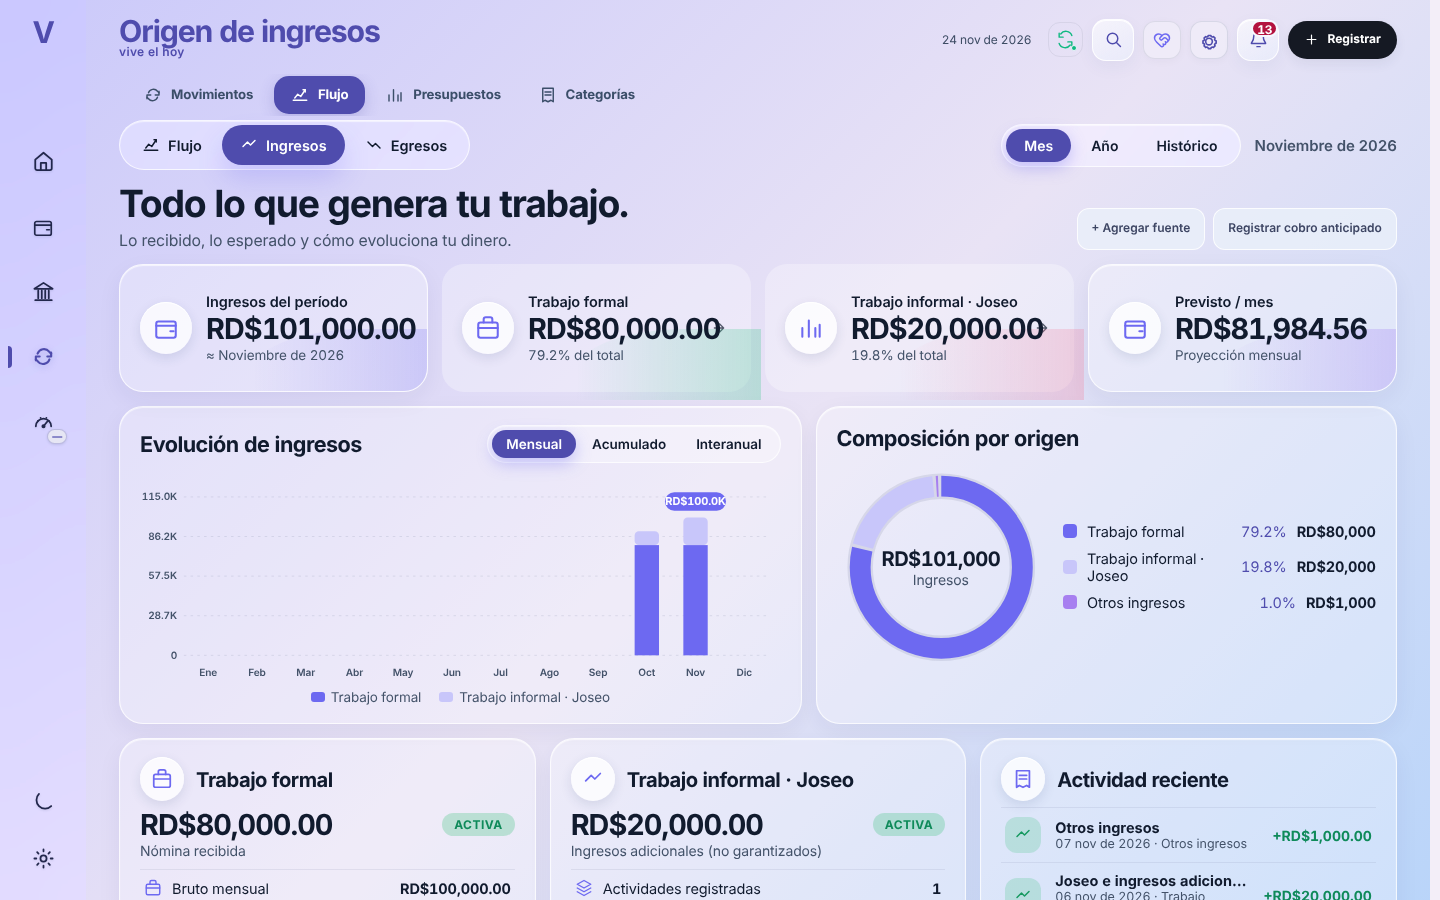 V
Origen de ingresos
vive el hoy
24 nov de 2026
13
Registrar
Movimientos
Flujo
Presupuestos
Categorías
Flujo
Ingresos
Egresos
Mes
Año
Histórico
Noviembre de 2026
Todo lo que genera tu trabajo.
Lo recibido, lo esperado y cómo evoluciona tu dinero.
+ Agregar fuente
Registrar cobro anticipado
Ingresos del período
RD$101,000.00
≈ Noviembre de 2026
Trabajo formal
RD$80,000.00
79.2% del total
Trabajo informal · Joseo
RD$20,000.00
19.8% del total
Previsto / mes
RD$81,984.56
Proyección mensual
Evolución de ingresos
Mensual
Acumulado
Interanual
115.0K
86.2K
57.5K
28.7K
0
RD$100.0K
Ene
Feb
Mar
Abr
May
Jun
Jul
Ago
Sep
Oct
Nov
Dic
Trabajo formal
Trabajo informal · Joseo
Composición por origen
RD$101,000
Ingresos
Trabajo formal 79.2% RD$80,000
Trabajo informal ·
Joseo 19.8% RD$20,000
Otros ingresos 1.0% RD$1,000
Trabajo formal
RD$80,000.00
ACTIVA
Nómina recibida
Bruto mensual RD$100,000.00
Trabajo informal · Joseo
RD$20,000.00
ACTIVA
Ingresos adicionales (no garantizados)
Actividades registradas 1
Actividad reciente
Otros ingresos
07 nov de 2026 · Otros ingresos
+RD$1,000.00
Joseo e ingresos adicion...
06 nov de 2026 · Trabajo
+RD$20,000.00